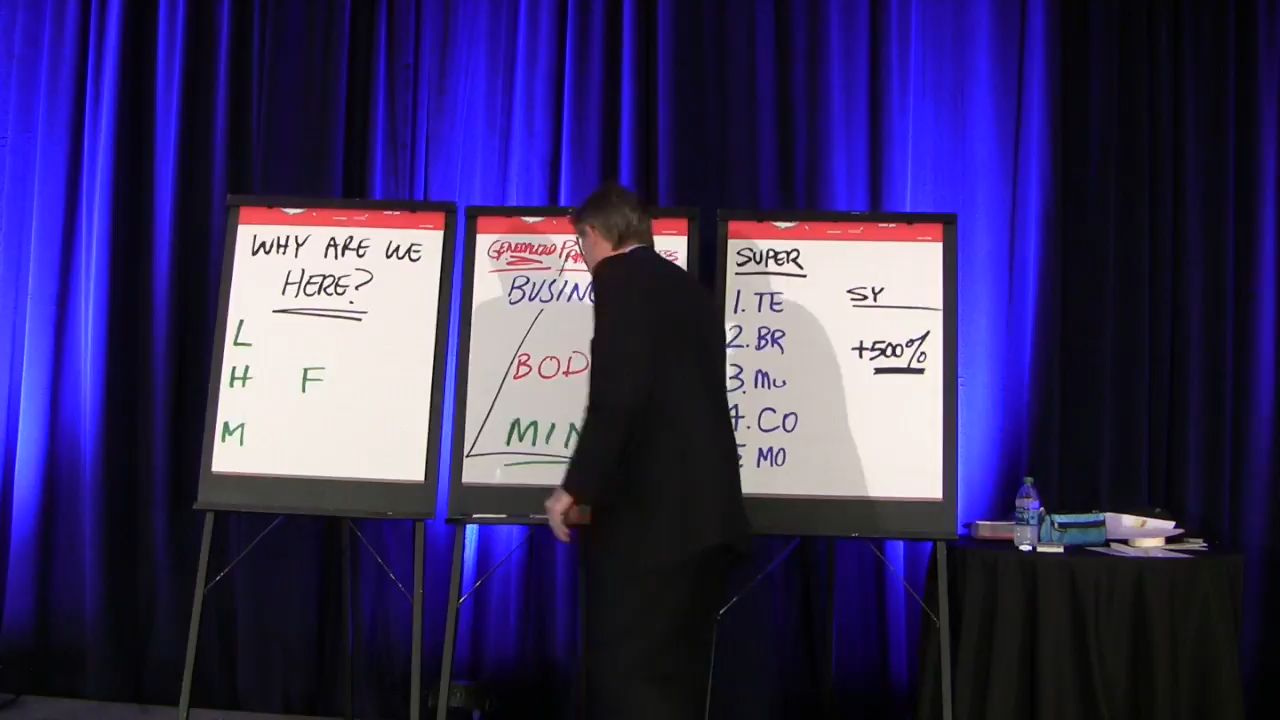 WHY ARE WE
HERE?
L
H F
M
GENERALIZED
BUSIN
BOD
MIN
SUPER
1. TE
2. BR
3. MU
4. CO
MO
SY
+500%